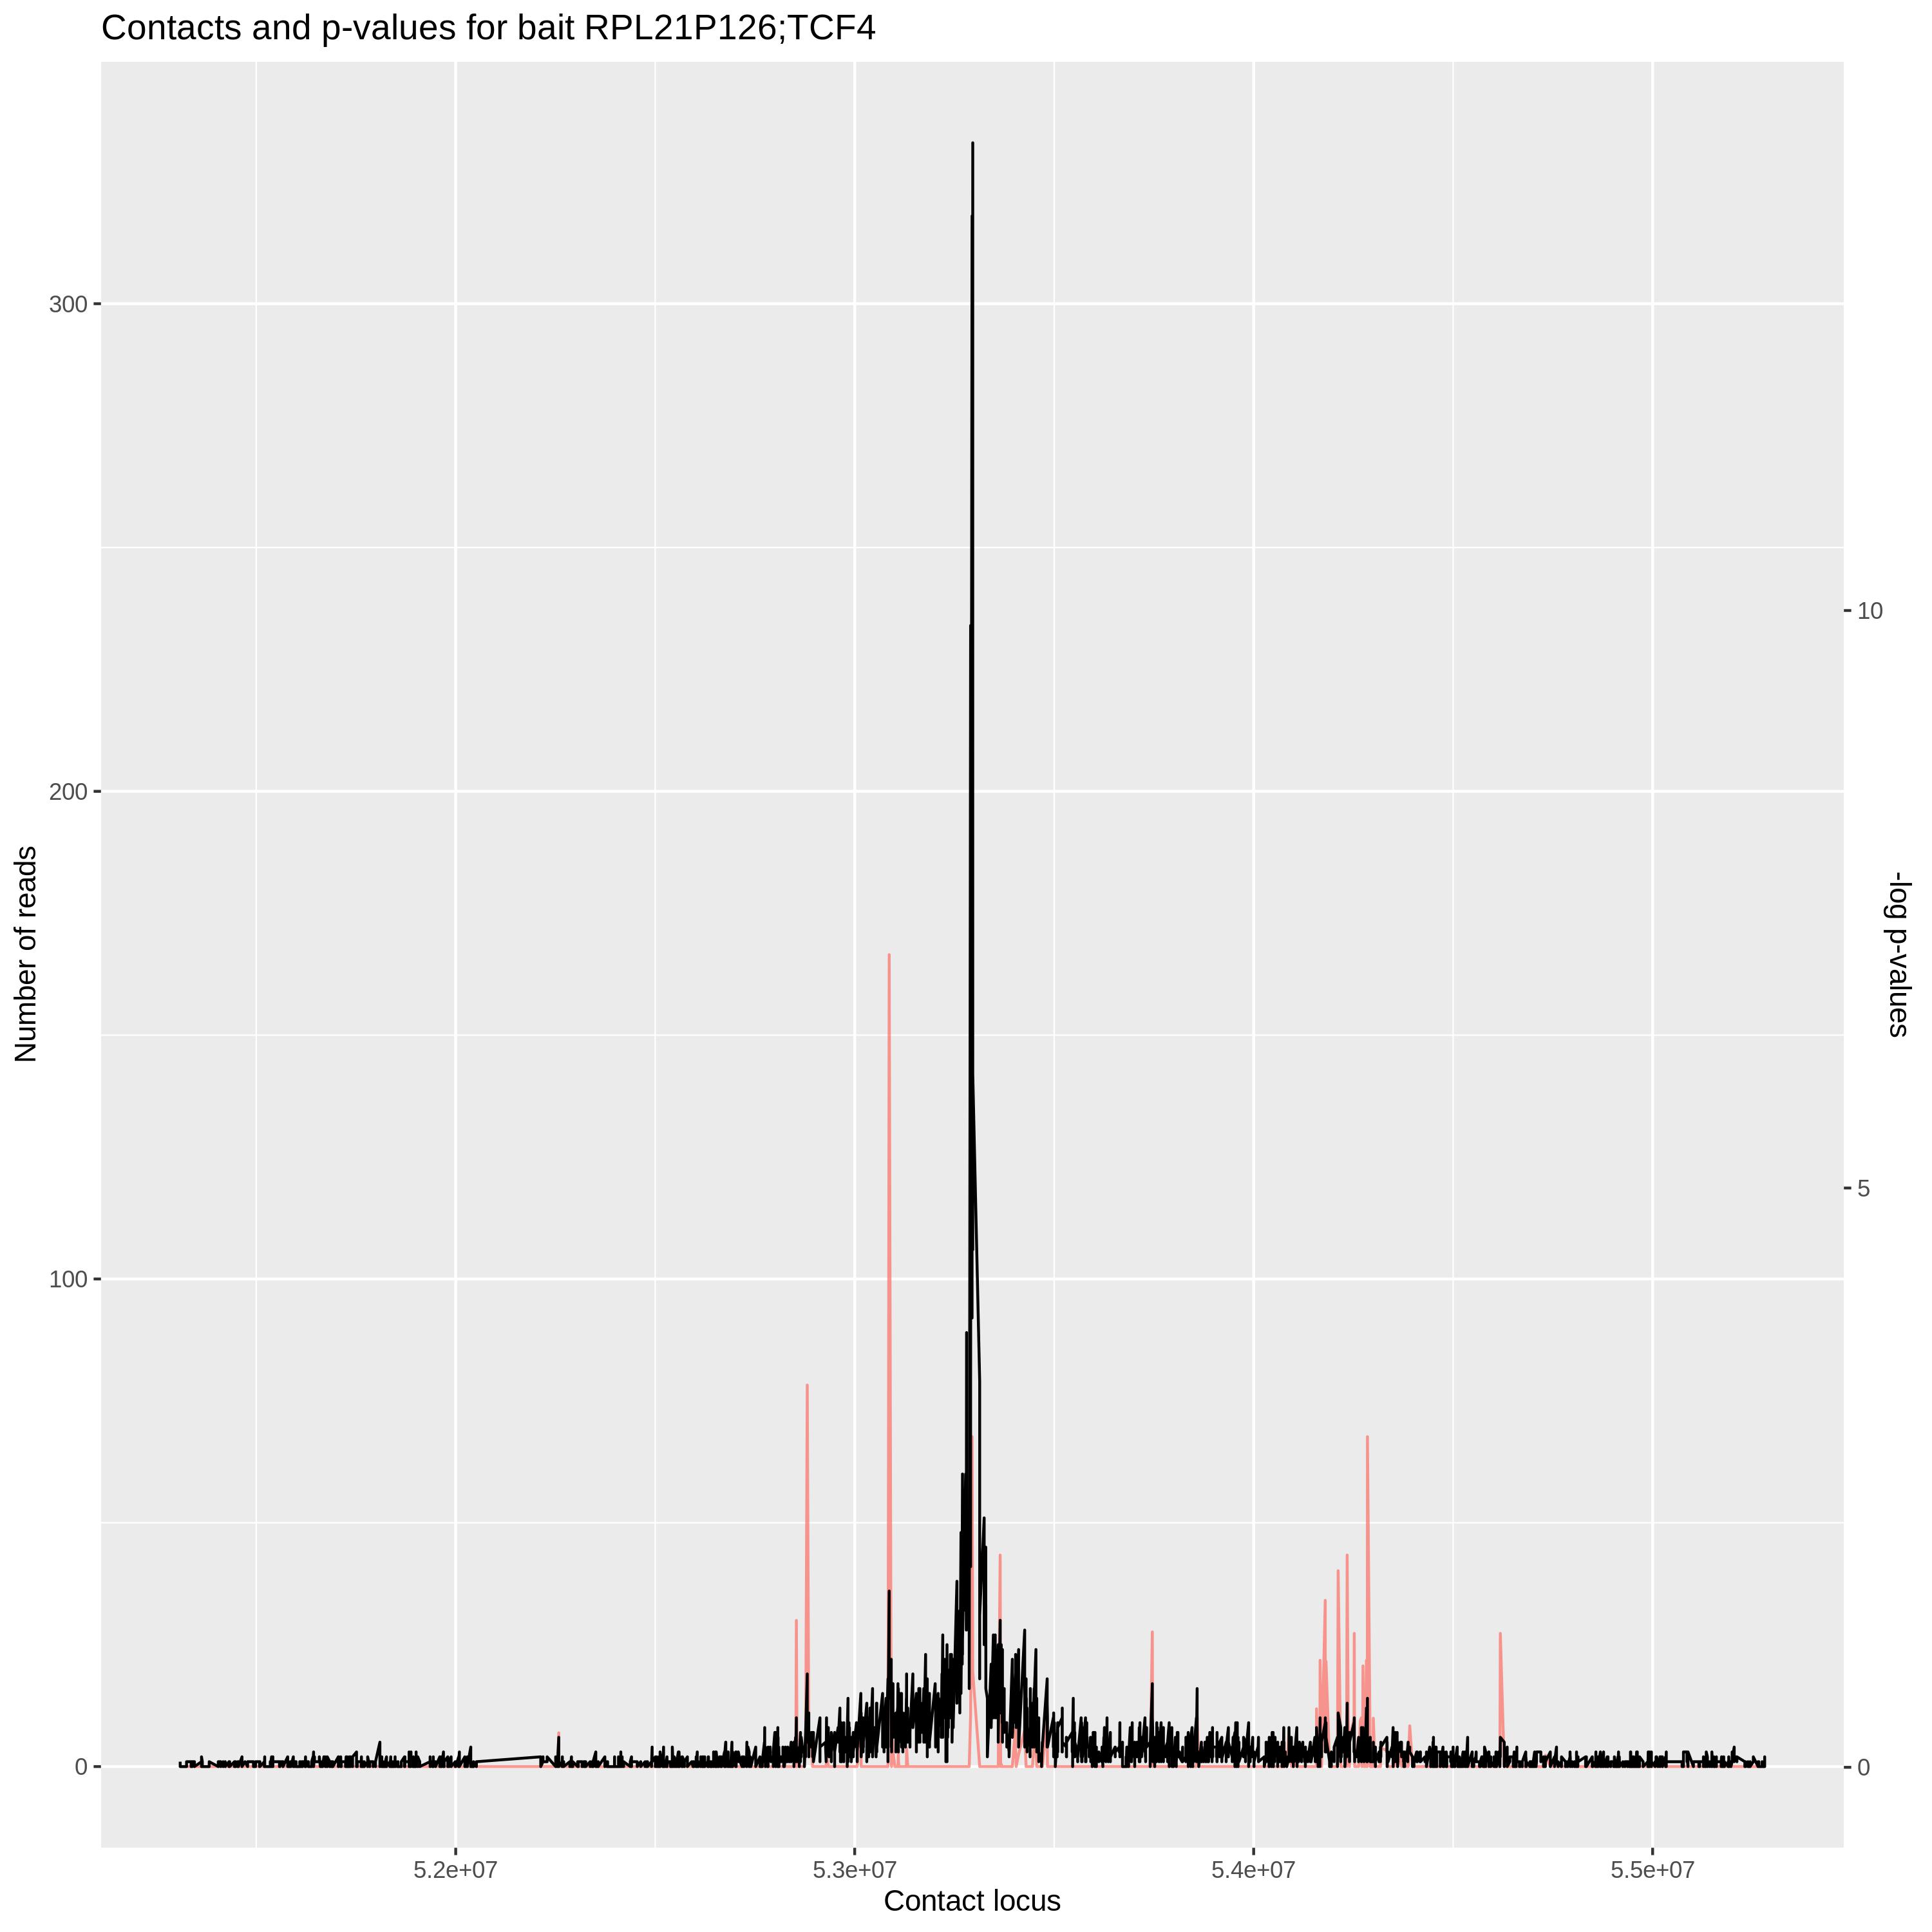 Contacts and p-values for bait RPL21P126;TCF4
300
200
100
0
Number of reads
10
5
0
-log p-values
5.2e+07 5.3e+07 5.4e+07 5.5e+07
Contact locus